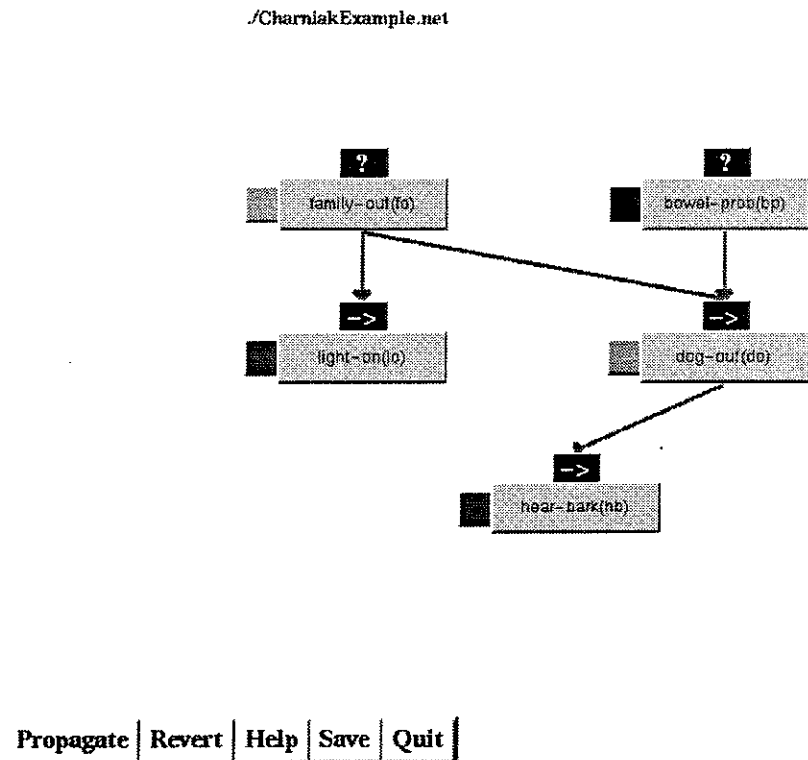 ./CharniakExample.net
? ?
family-out(fo) bowel-prob(bp)
-> ->
light-on(lo) dog-out(do)
->
hear-bark(hb)
Propagate Revert Help Save Quit